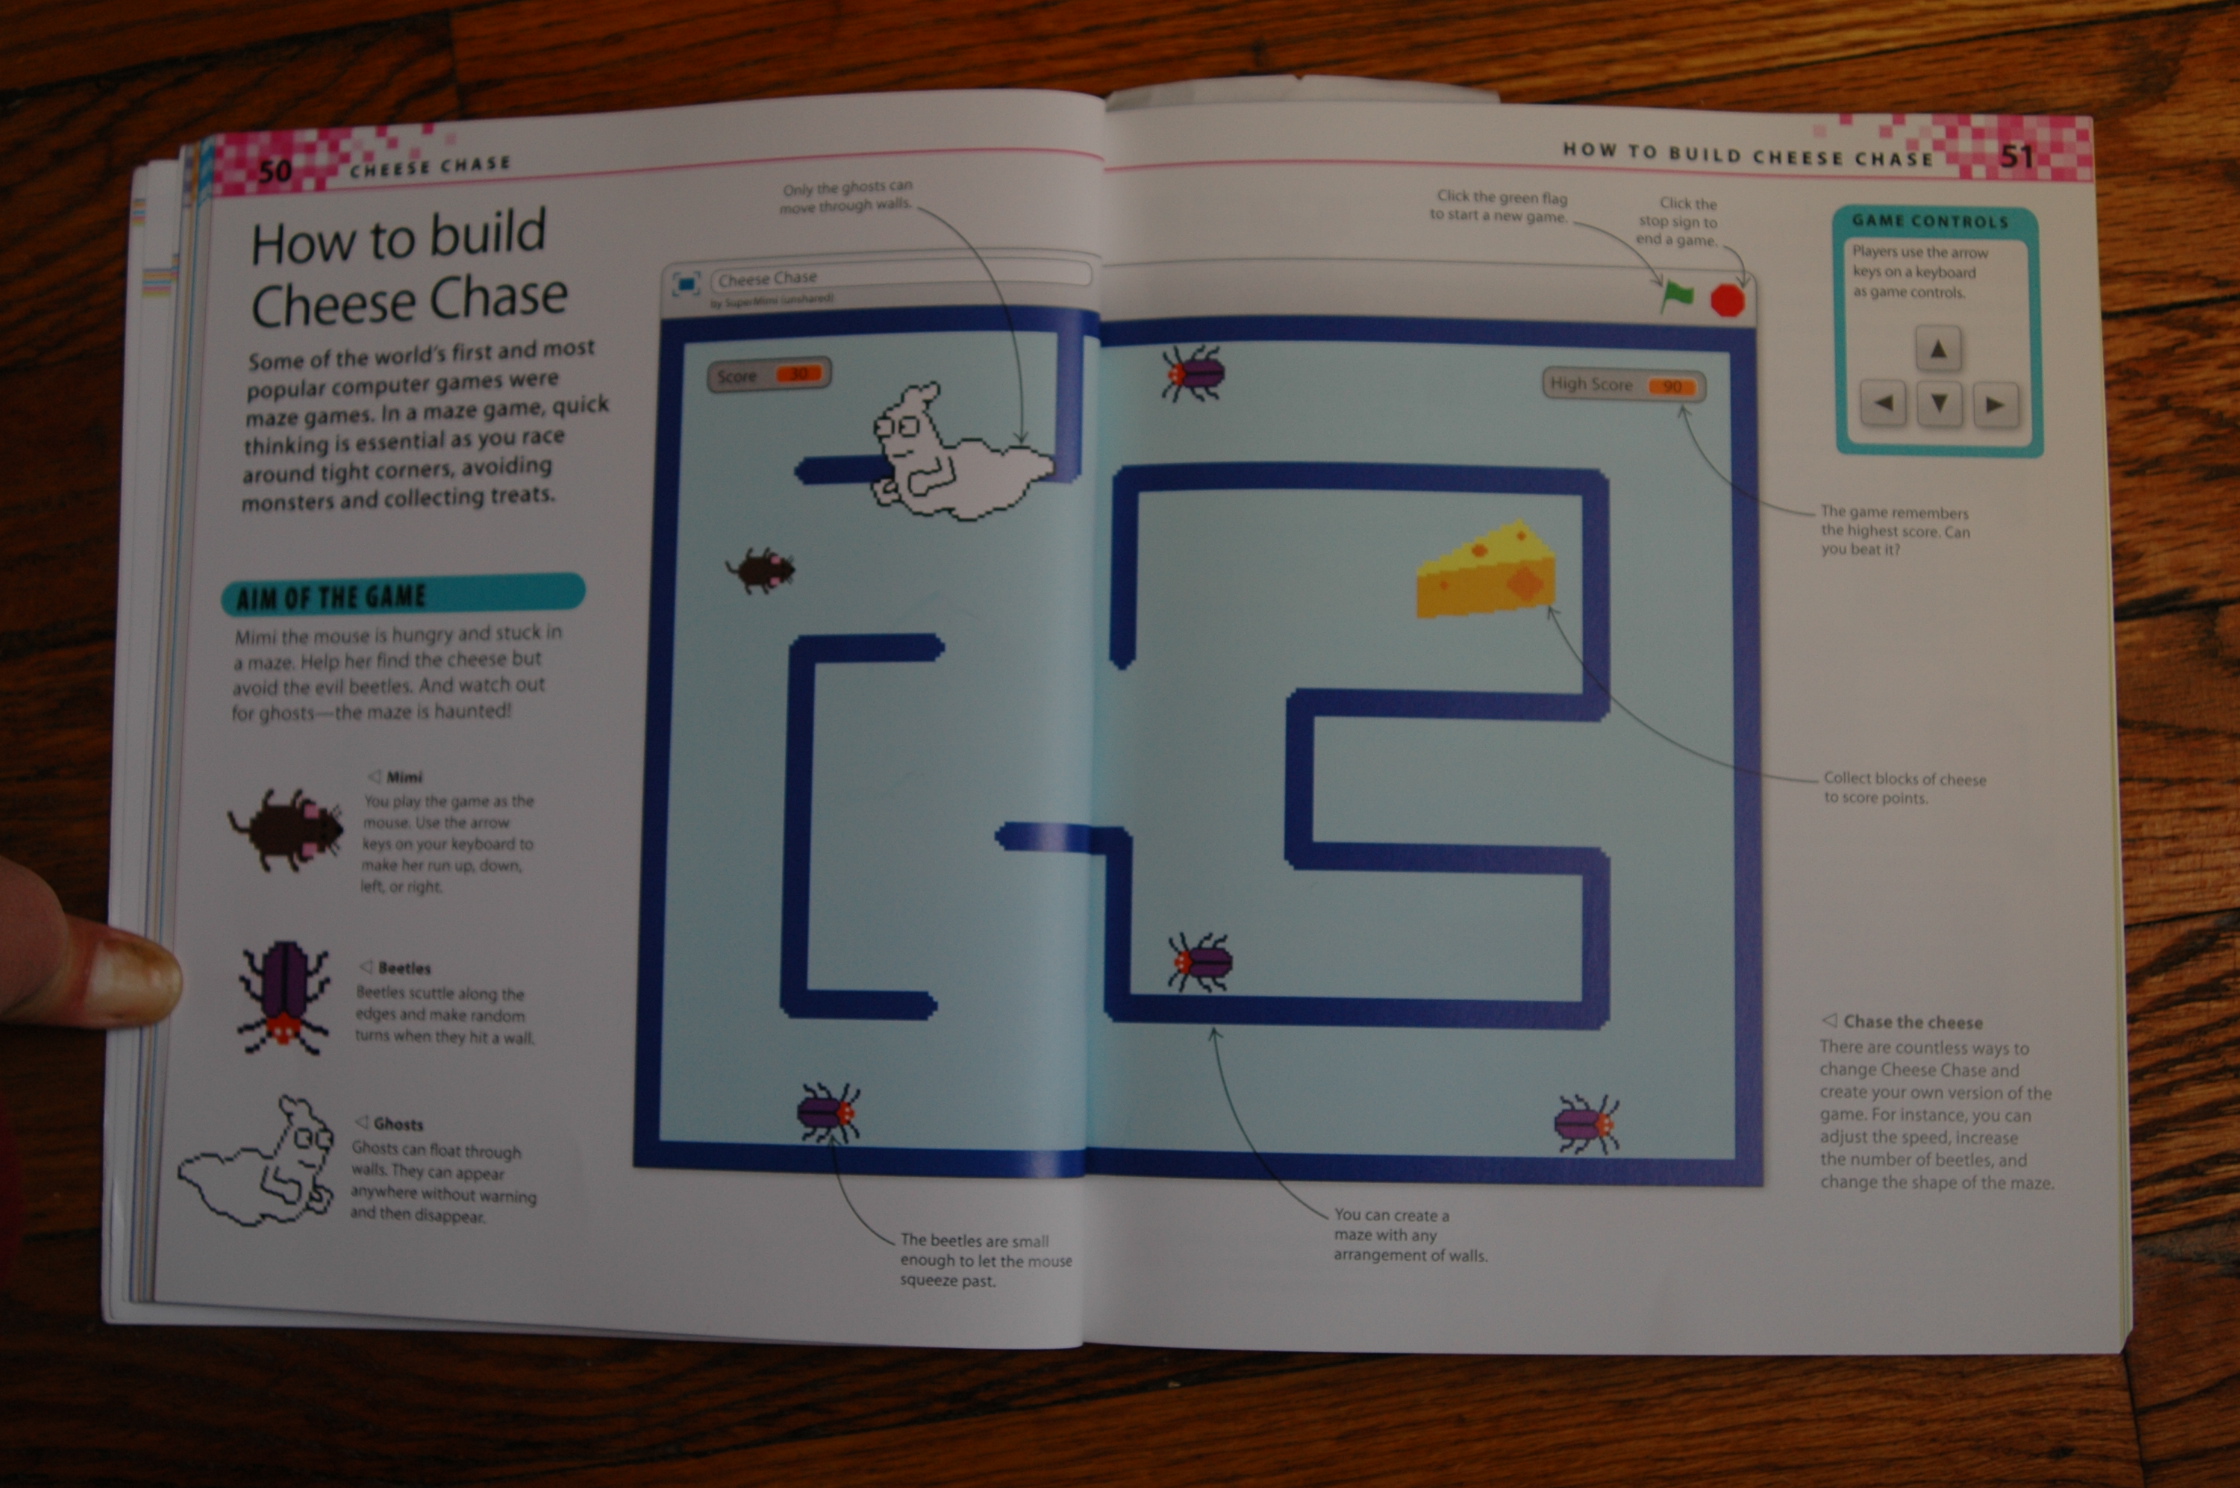 50
CHEESE CHASE
How to build
Cheese Chase
Some of the world's first and most
popular computer games were
maze games. In a maze game, quick
thinking is essential as you race
around tight corners, avoiding
monsters and collecting treats.
AIM OF THE GAME
Mimi the mouse is hungry and stuck in
a maze. Help her find the cheese but
avoid the evil beetles. And watch out
for ghosts—the maze is haunted!
◁ Mimi
You play the game as the
mouse. Use the arrow
keys on your keyboard to
make her run up, down,
left, or right.
◁ Beetles
Beetles scuttle along the
edges and make random
turns when they hit a wall.
◁ Ghosts
Ghosts can float through
walls. They can appear
anywhere without warning
and then disappear.
Only the ghosts can
move through walls.
Cheese Chase
by SuperMimi (unshared)
Score 30
The beetles are small
enough to let the mouse
squeeze past.
HOW TO BUILD CHEESE CHASE
51
Click the green flag
to start a new game.
Click the
stop sign to
end a game.
High Score 90
GAME CONTROLS
Players use the arrow
keys on a keyboard
as game controls.
The game remembers
the highest score. Can
you beat it?
Collect blocks of cheese
to score points.
◁ Chase the cheese
There are countless ways to
change Cheese Chase and
create your own version of the
game. For instance, you can
adjust the speed, increase
the number of beetles, and
change the shape of the maze.
You can create a
maze with any
arrangement of walls.